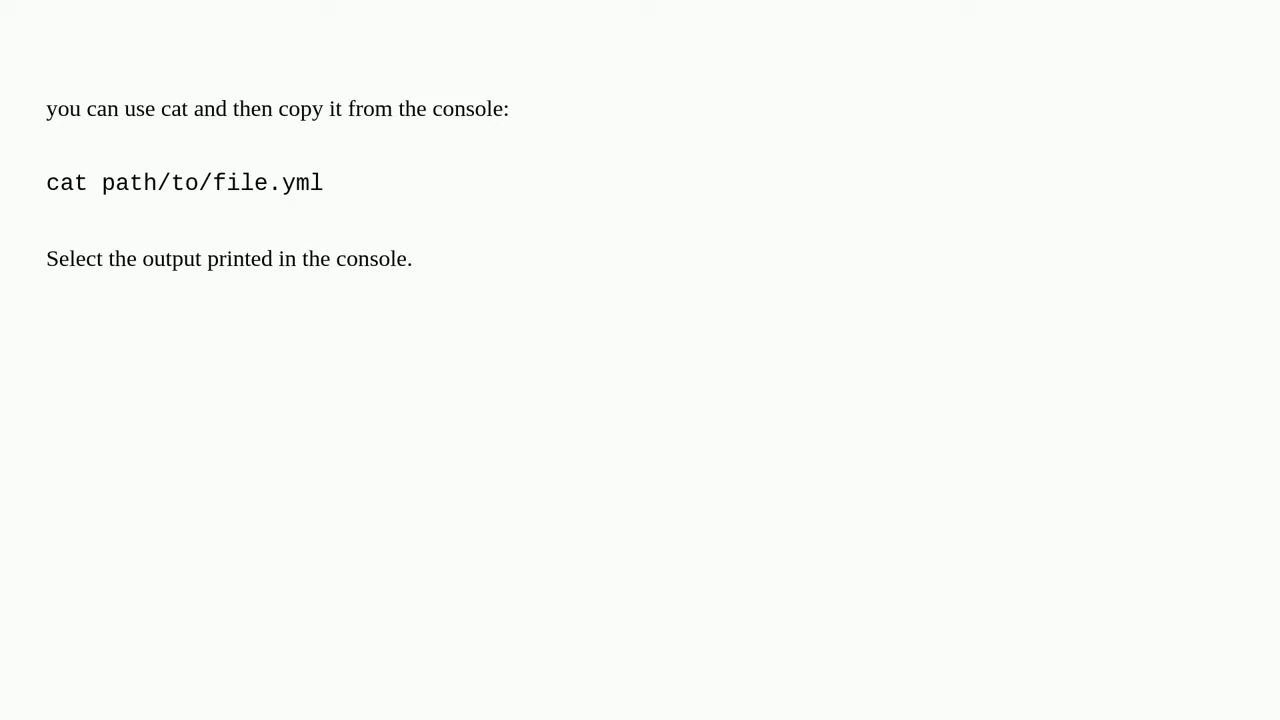 you can use cat and then copy it from the console:
cat path/to/file.yml
Select the output printed in the console.